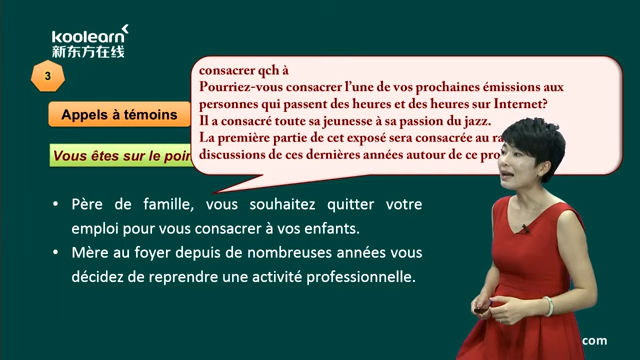 koolearn
新东方在线
3
consacrer qch à
Pourriez-vous consacrer l'une de vos prochaines émissions aux
personnes qui passent des heures et des heures sur Internet?
Il a consacré toute sa jeunesse à sa passion du jazz.
La première partie de cet exposé sera consacrée au
discussions de ces dernières années autour de ce
Appels à témoins
Vous êtes sur le
• Père de famille, vous souhaitez quitter votre
emploi pour vous consacrer à vos enfants.
• Mère au foyer depuis de nombreuses années vous
décidez de reprendre une activité professionnelle.
com